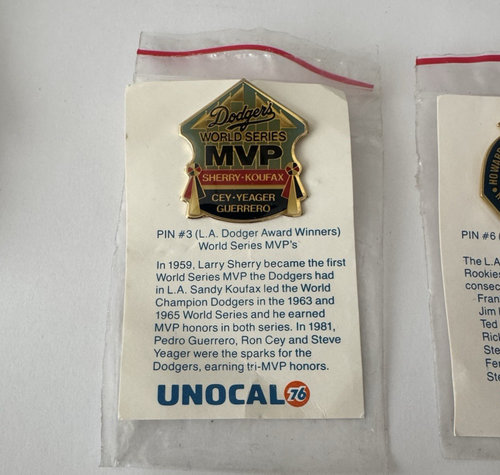 Dodgers
WORLD SERIES
MVP
SHERRY·KOUFAX
CEY·YEAGER
GUERRERO
PIN #3 (L.A. Dodger Award Winners)
World Series MVP's
In 1959, Larry Sherry became the first
World Series MVP the Dodgers had
in L.A. Sandy Koufax led the World
Champion Dodgers in the 1963 and
1965 World Series and he earned
MVP honors in both series. In 1981,
Pedro Guerrero, Ron Cey and Steve
Yeager were the sparks for the
Dodgers, earning tri-MVP honors.
UNOCAL 76
HOWARD
PIN #6 (
The L.A
Rookies
consec
Fran
Jim
Ted
Rick
Ste
Fer
Ste